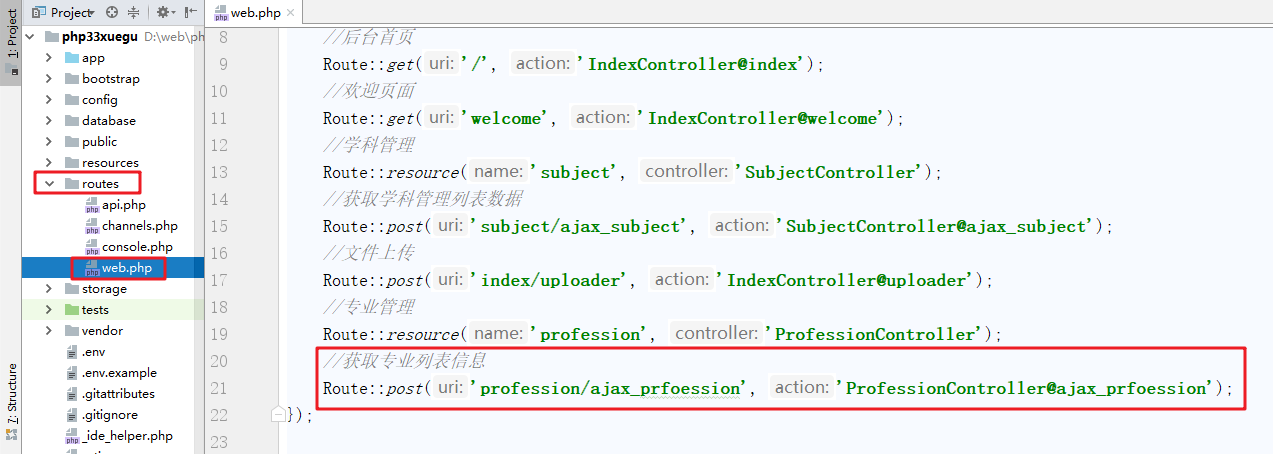 1: Project
7: Structure
Project
php33xuegu D:\web\ph
app
bootstrap
config
database
public
resources
routes
php api.php
php channels.php
php console.php
php web.php
storage
tests
vendor
.env
.env.example
.gitattributes
.gitignore
php _ide_helper.php
php web.php
8 //后台首页
9 Route::get( uri: '/', action: 'IndexController@index');
10 //欢迎页面
11 Route::get( uri: 'welcome', action: 'IndexController@welcome');
12 //学科管理
13 Route::resource( name: 'subject', controller: 'SubjectController');
14 //获取学科管理列表数据
15 Route::post( uri: 'subject/ajax_subject', action: 'SubjectController@ajax_subject');
16 //文件上传
17 Route::post( uri: 'index/uploader', action: 'IndexController@uploader');
18 //专业管理
19 Route::resource( name: 'profession', controller: 'ProfessionController');
20 //获取专业列表信息
21 Route::post( uri: 'profession/ajax_prfoession', action: 'ProfessionController@ajax_prfoession');
22 });
23